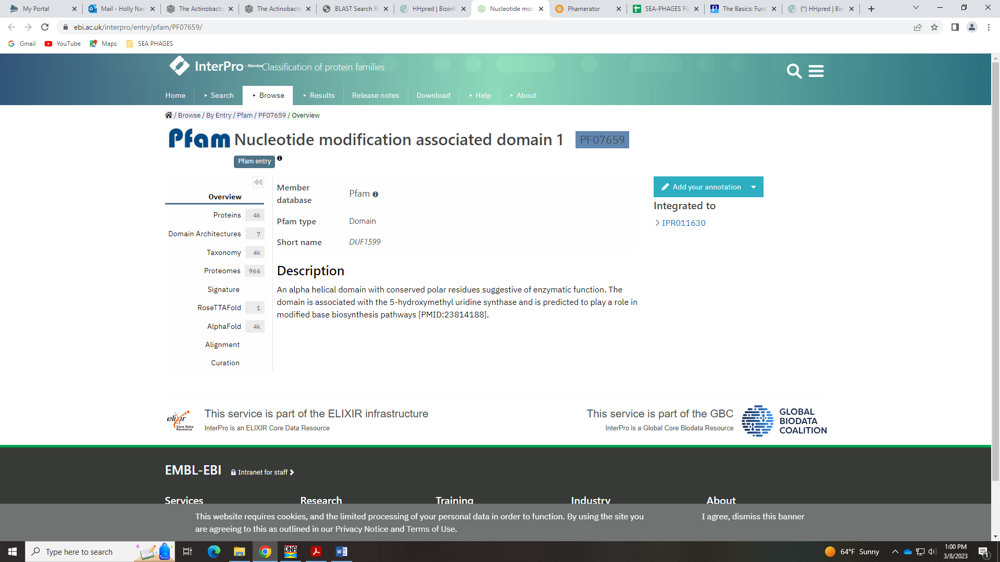 My Portal
Mail - Holly Nan
The Actinobacte
The Actinobacte
BLAST Search R
HHpred | Bioinfo
Nucleotide mod
Phamerator
SEA-PHAGES FU
The Basics: Func
(*) HHpred | Bio
ebi.ac.uk/interpro/entry/pfam/PF07659/
Gmail
YouTube
Maps
SEA PHAGES
InterPro - Member Classification of protein families
Home
Search
Browse
Results
Release notes
Download
Help
About
/ Browse / By Entry / Pfam / PF07659 / Overview
Pfam Nucleotide modification associated domain 1 PF07659
Pfam entry
Overview
Proteins 4k
Domain Architectures 7
Taxonomy 4k
Proteomes 966
Signature
RoseTTAFold 1
AlphaFold 4k
Alignment
Curation
Member
database
Pfam
Pfam type Domain
Short name DUF1599
Description
An alpha helical domain with conserved polar residues suggestive of enzymatic function. The
domain is associated with the 5-hydroxymethyl uridine synthase and is predicted to play a role in
modified base biosynthesis pathways [PMID:23814188].
Add your annotation
Integrated to
IPR011630
elixir
Core Data
Resource
This service is part of the ELIXIR infrastructure
InterPro is an ELIXIR Core Data Resource
This service is part of the GBC
InterPro is a Global Core Biodata Resource
GLOBAL
BIODATA
COALITION
EMBL-EBI
Intranet for staff
Services
Research
Training
Industry
About
This website requires cookies, and the limited processing of your personal data in order to function. By using the site you
are agreeing to this as outlined in our Privacy Notice and Terms of Use.
I agree, dismiss this banner
Type here to search
DNA
64°F Sunny
1:00 PM
3/8/2023
1